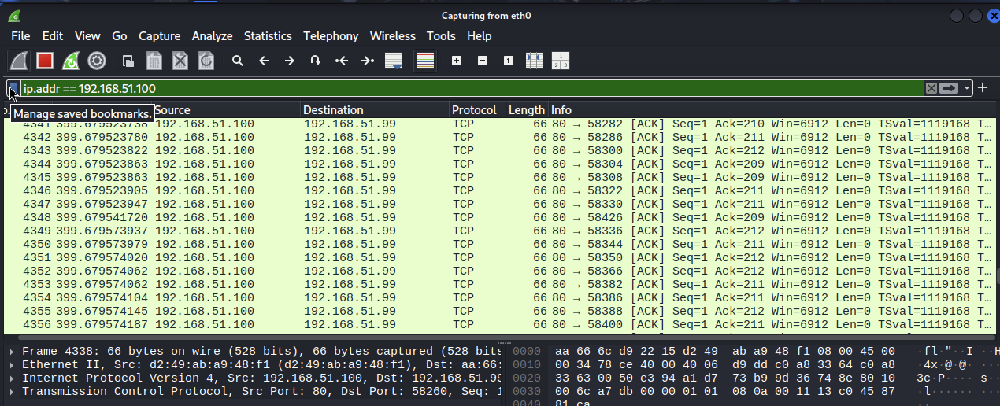 Capturing from eth0
File Edit View Go Capture Analyze Statistics Telephony Wireless Tools Help
ip.addr == 192.168.51.100
Source Destination Protocol Length Info
Manage saved bookmarks.
4341 399.679523738 192.168.51.100 192.168.51.99 TCP 66 80 → 58282 [ACK] Seq=1 Ack=210 Win=6912 Len=0 TSval=1119168 T…
4342 399.679523780 192.168.51.100 192.168.51.99 TCP 66 80 → 58286 [ACK] Seq=1 Ack=211 Win=6912 Len=0 TSval=1119168 T…
4343 399.679523822 192.168.51.100 192.168.51.99 TCP 66 80 → 58300 [ACK] Seq=1 Ack=212 Win=6912 Len=0 TSval=1119168 T…
4344 399.679523863 192.168.51.100 192.168.51.99 TCP 66 80 → 58304 [ACK] Seq=1 Ack=209 Win=6912 Len=0 TSval=1119168 T…
4345 399.679523863 192.168.51.100 192.168.51.99 TCP 66 80 → 58308 [ACK] Seq=1 Ack=209 Win=6912 Len=0 TSval=1119168 T…
4346 399.679523905 192.168.51.100 192.168.51.99 TCP 66 80 → 58322 [ACK] Seq=1 Ack=211 Win=6912 Len=0 TSval=1119168 T…
4347 399.679523947 192.168.51.100 192.168.51.99 TCP 66 80 → 58330 [ACK] Seq=1 Ack=211 Win=6912 Len=0 TSval=1119168 T…
4348 399.679541720 192.168.51.100 192.168.51.99 TCP 66 80 → 58426 [ACK] Seq=1 Ack=209 Win=6912 Len=0 TSval=1119168 T…
4349 399.679573937 192.168.51.100 192.168.51.99 TCP 66 80 → 58336 [ACK] Seq=1 Ack=212 Win=6912 Len=0 TSval=1119168 T…
4350 399.679573979 192.168.51.100 192.168.51.99 TCP 66 80 → 58344 [ACK] Seq=1 Ack=211 Win=6912 Len=0 TSval=1119168 T…
4351 399.679574020 192.168.51.100 192.168.51.99 TCP 66 80 → 58350 [ACK] Seq=1 Ack=212 Win=6912 Len=0 TSval=1119168 T…
4352 399.679574062 192.168.51.100 192.168.51.99 TCP 66 80 → 58366 [ACK] Seq=1 Ack=212 Win=6912 Len=0 TSval=1119168 T…
4353 399.679574062 192.168.51.100 192.168.51.99 TCP 66 80 → 58382 [ACK] Seq=1 Ack=211 Win=6912 Len=0 TSval=1119168 T…
4354 399.679574104 192.168.51.100 192.168.51.99 TCP 66 80 → 58386 [ACK] Seq=1 Ack=211 Win=6912 Len=0 TSval=1119168 T…
4355 399.679574145 192.168.51.100 192.168.51.99 TCP 66 80 → 58388 [ACK] Seq=1 Ack=212 Win=6912 Len=0 TSval=1119168 T…
4356 399.679574187 192.168.51.100 192.168.51.99 TCP 66 80 → 58400 [ACK] Seq=1 Ack=211 Win=6912 Len=0 TSval=1119168 T…
Frame 4338: 66 bytes on wire (528 bits), 66 bytes captured (528 bits
Ethernet II, Src: d2:49:ab:a9:48:f1 (d2:49:ab:a9:48:f1), Dst: aa:66:
Internet Protocol Version 4, Src: 192.168.51.100, Dst: 192.168.51.99
Transmission Control Protocol, Src Port: 80, Dst Port: 58260, Seq: 1
0000 aa 66 6c d9 22 15 d2 49 ab a9 48 f1 08 00 45 00 ·fl·"··I ··H
0010 00 34 78 ce 40 00 40 06 d9 dd c0 a8 33 64 c0 a8 ·4x·@·@· ···
0020 33 63 00 50 e3 94 a1 d7 73 b9 9d 36 74 8e 80 10 3c·P···· s··
0030 00 6c a7 db 00 00 01 01 08 0a 00 11 13 c0 45 87 ·l······ ···
0040 81 ca ··